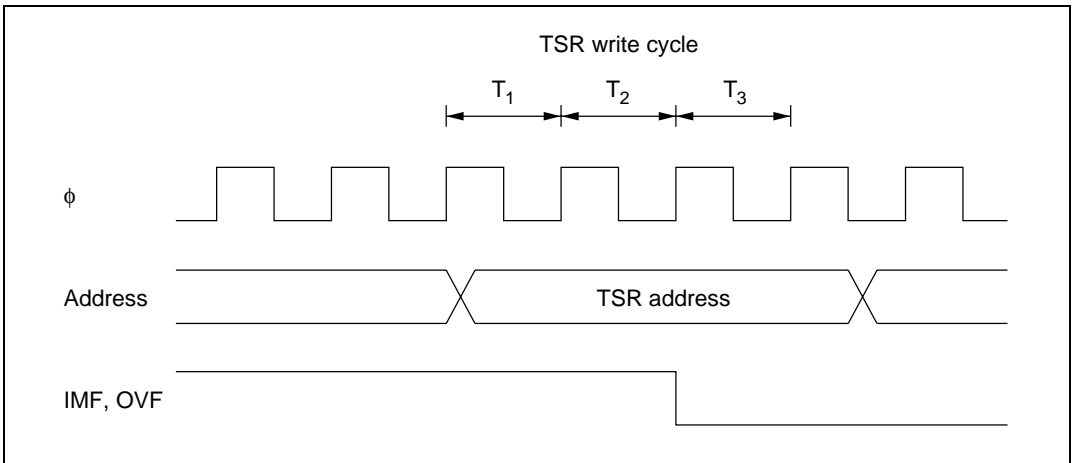 TSR write cycle
T1 T2 T3
ϕ
Address TSR address
IMF, OVF